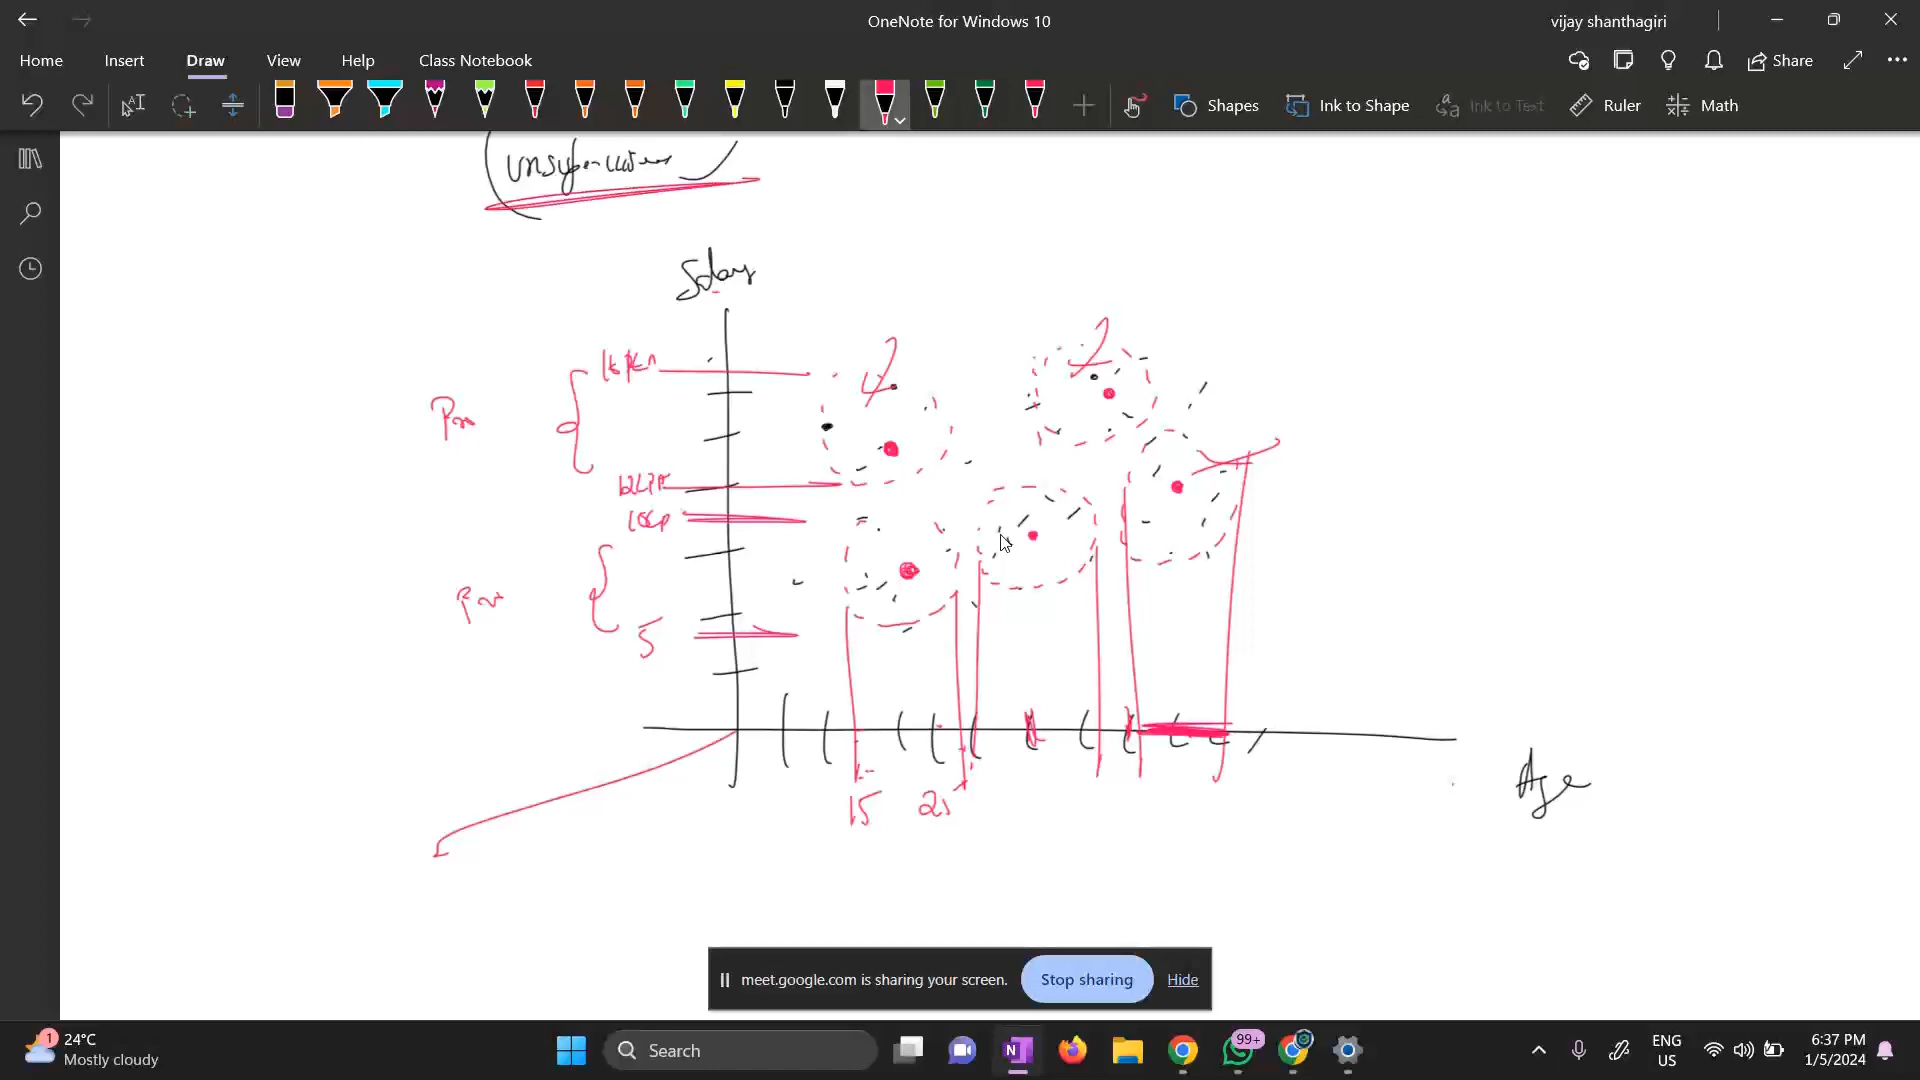 OneNote for Windows 10
vijay shanthagiri
Home Insert Draw View Help Class Notebook
Share
Shapes Ink to Shape Ink to Text Ruler Math
Salary
5
15 25
Age
meet.google.com is sharing your screen. Stop sharing Hide
1 24°C
Mostly cloudy
Search
99+
ENG
US
6:37 PM
1/5/2024